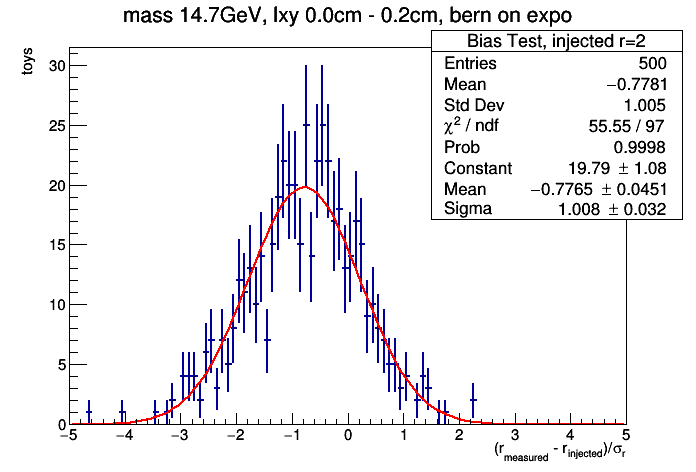 mass 14.7GeV, lxy 0.0cm - 0.2cm, bern on expo
Bias Test, injected r=2
Entries 500
Mean −0.7781
Std Dev 1.005
χ² / ndf 55.55 / 97
Prob 0.9998
Constant 19.79 ± 1.08
Mean −0.7765 ± 0.0451
Sigma 1.008 ± 0.032
toys
30
25
20
15
10
5
0
−5 −4 −3 −2 −1 0 1 2 3 4 5
(r_measured - r_injected)/σ_r